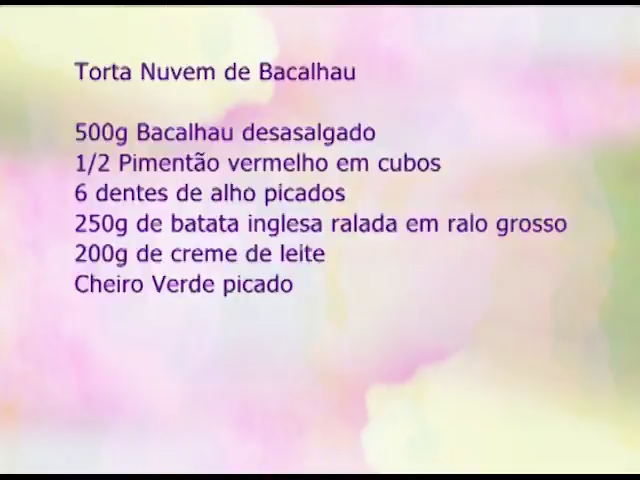 Torta Nuvem de Bacalhau
500g Bacalhau desasalgado
1/2 Pimentão vermelho em cubos
6 dentes de alho picados
250g de batata inglesa ralada em ralo grosso
200g de creme de leite
Cheiro Verde picado